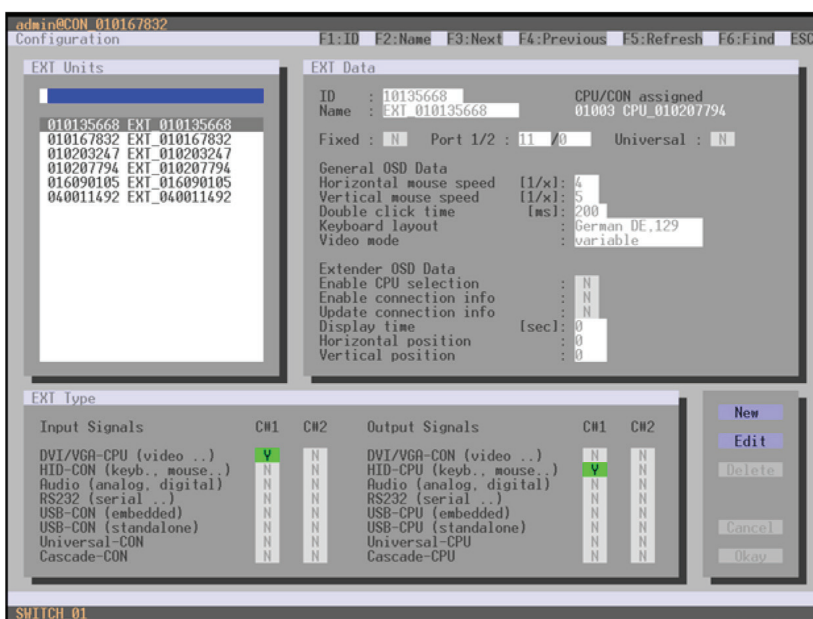 admin@CON_010167832
Configuration F1:ID F2:Name F3:Next F4:Previous F5:Refresh F6:Find ESC
EXT Units
010135668 EXT_010135668
010167832 EXT_010167832
010203247 EXT_010203247
010207794 EXT_010207794
016090105 EXT_016090105
040011492 EXT_040011492
EXT Data
ID : 10135668 CPU/CON assigned
Name : EXT_010135668 01003 CPU_010207794
Fixed : N Port 1/2 : 11 /0 Universal : N
General OSD Data
Horizontal mouse speed [1/x]: 4
Vertical mouse speed [1/x]: 5
Double click time [ms]: 200
Keyboard layout : German DE,129
Video mode : variable
Extender OSD Data
Enable CPU selection : N
Enable connection info : N
Update connection info : N
Display time [sec]: 0
Horizontal position : 0
Vertical position : 0
EXT Type
Input Signals C#1 C#2 Output Signals C#1 C#2
DVI/VGA-CPU (video ..) Y N DVI/VGA-CON (video ..) N N
HID-CON (keyb., mouse..) N N HID-CPU (keyb., mouse..) Y N
Audio (analog, digital) N N Audio (analog, digital) N N
RS232 (serial ..) N N RS232 (serial ..) N N
USB-CON (embedded) N N USB-CPU (embedded) N N
USB-CON (standalone) N N USB-CPU (standalone) N N
Universal-CON N N Universal-CPU N N
Cascade-CON N N Cascade-CPU N N
New
Edit
Delete
Cancel
Okay
SWITCH_01